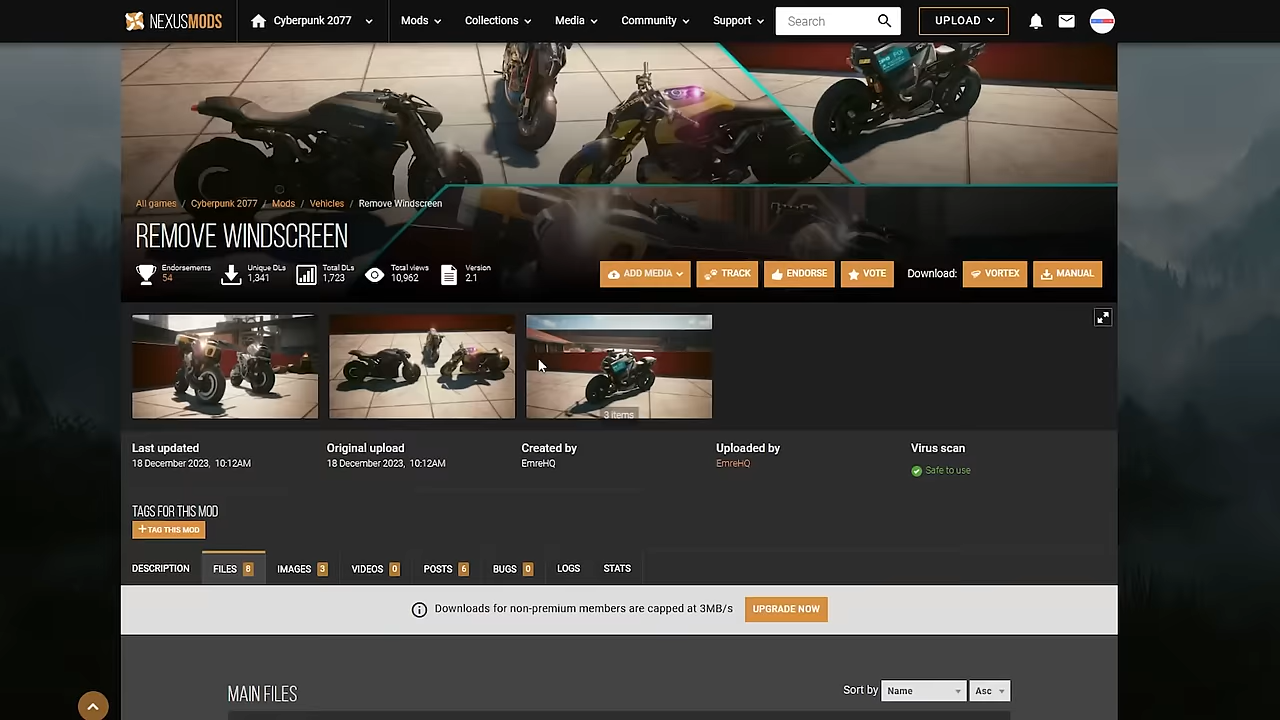 NEXUSMODS
Cyberpunk 2077
Mods
Collections
Media
Community
Support
Search
UPLOAD
All games / Cyberpunk 2077 / Mods / Vehicles / Remove Windscreen
REMOVE WINDSCREEN
Endorsements
54
Unique DLs
1,341
Total DLs
1,723
Total views
10,962
Version
2.1
ADD MEDIA
TRACK
ENDORSE
VOTE
Download:
VORTEX
MANUAL
3 items
Last updated
18 December 2023, 10:12AM
Original upload
18 December 2023, 10:12AM
Created by
EmreHQ
Uploaded by
EmreHQ
Virus scan
Safe to use
TAGS FOR THIS MOD
+ TAG THIS MOD
DESCRIPTION
FILES 8
IMAGES 3
VIDEOS 0
POSTS 6
BUGS 0
LOGS
STATS
Downloads for non-premium members are capped at 3MB/s
UPGRADE NOW
MAIN FILES
Sort by
Name
Asc